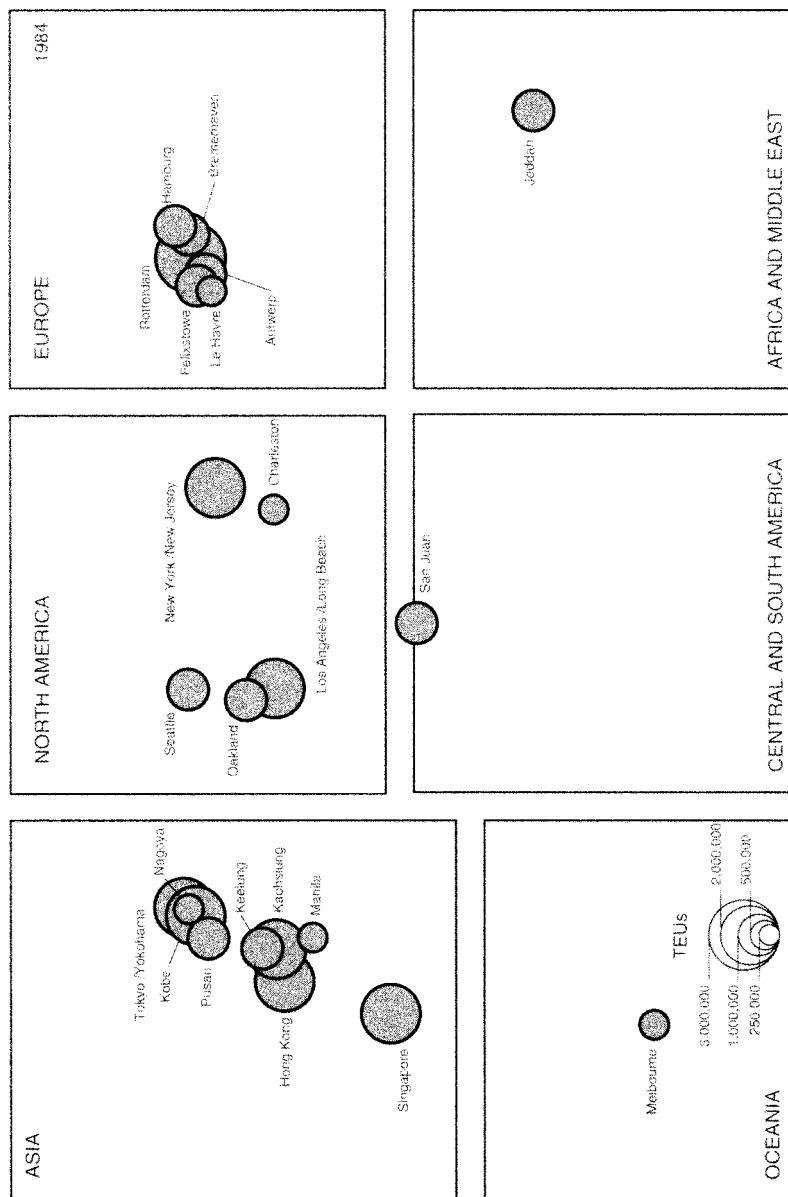 ASIA
Tokyo /Yokohama
Nagoya
Kobe
Pusan
Keelung
Kaohsiung
Manila
Hong Kong
Singapore
NORTH AMERICA
Seattle
Oakland
Los Angeles /Long Beach
New York /New Jersey
Charleston
EUROPE
1984
Rotterdam
Hamburg
Bremerhaven
Felixstowe
Le Havre
Antwerp
OCEANIA
Melbourne
TEUs
3,000,000
2,000,000
1,000,000
500,000
250,000
CENTRAL AND SOUTH AMERICA
San Juan
AFRICA AND MIDDLE EAST
Jeddah